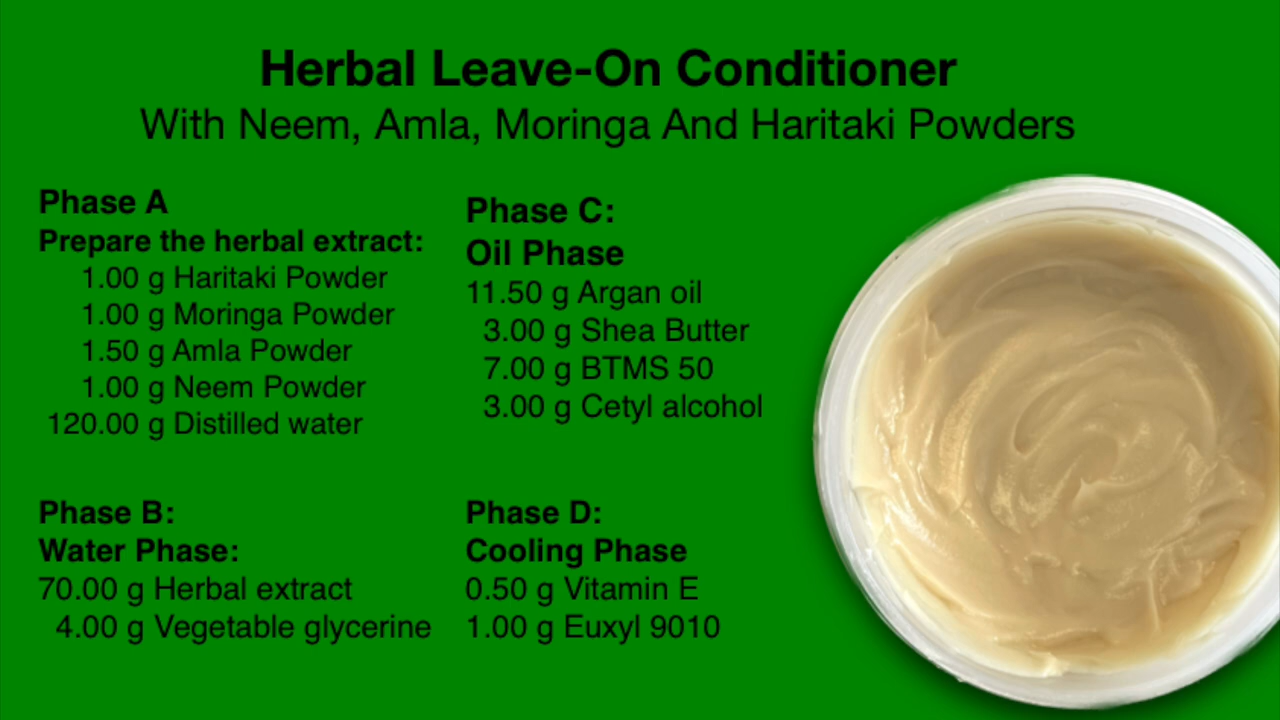 Herbal Leave-On Conditioner
With Neem, Amla, Moringa And Haritaki Powders
Phase A
Prepare the herbal extract:
1.00 g Haritaki Powder
1.00 g Moringa Powder
1.50 g Amla Powder
1.00 g Neem Powder
120.00 g Distilled water
Phase B:
Water Phase:
70.00 g Herbal extract
4.00 g Vegetable glycerine
Phase C:
Oil Phase
11.50 g Argan oil
3.00 g Shea Butter
7.00 g BTMS 50
3.00 g Cetyl alcohol
Phase D:
Cooling Phase
0.50 g Vitamin E
1.00 g Euxyl 9010